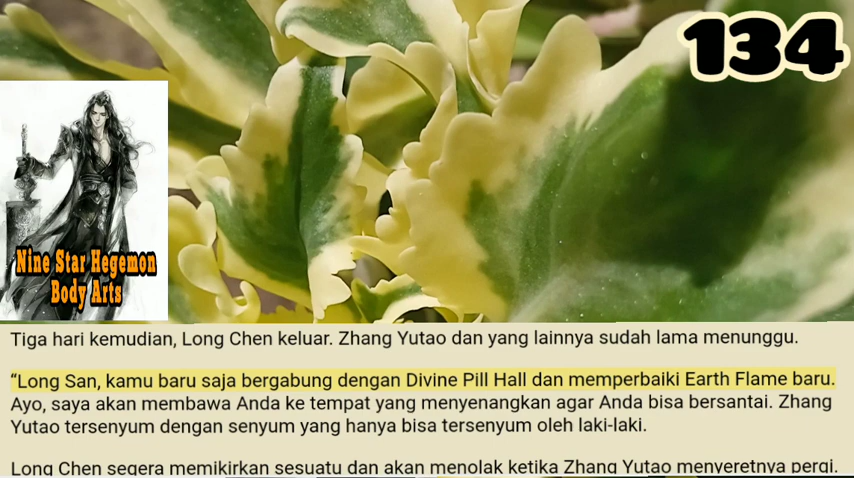 134
Nine Star Hegemon
Body Arts
Tiga hari kemudian, Long Chen keluar. Zhang Yutao dan yang lainnya sudah lama menunggu.
“Long San, kamu baru saja bergabung dengan Divine Pill Hall dan memperbaiki Earth Flame baru.
Ayo, saya akan membawa Anda ke tempat yang menyenangkan agar Anda bisa bersantai. Zhang
Yutao tersenyum dengan senyum yang hanya bisa tersenyum oleh laki-laki.
Long Chen segera memikirkan sesuatu dan akan menolak ketika Zhang Yutao menyeretnya pergi.